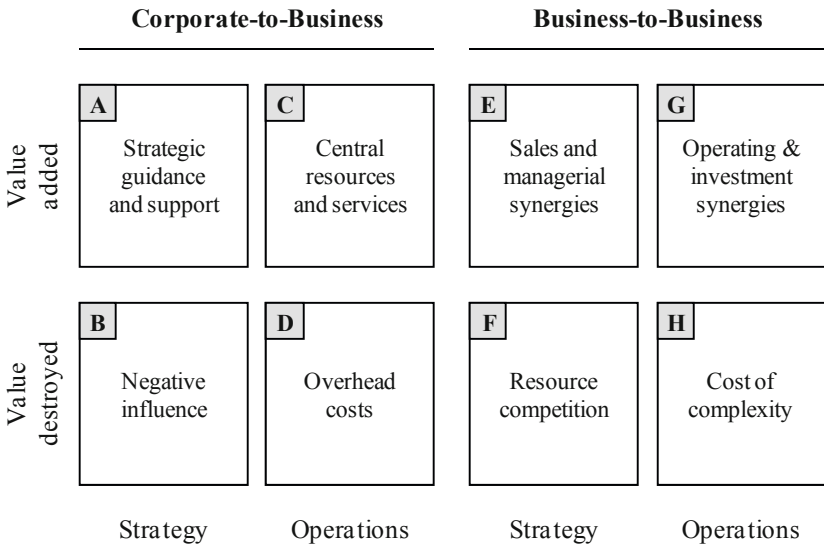 Corporate-to-Business
Business-to-Business
Value
added
A
Strategic
guidance
and support
C
Central
resources
and services
E
Sales and
managerial
synergies
G
Operating &
investment
synergies
Value
destroyed
B
Negative
influence
D
Overhead
costs
F
Resource
competition
H
Cost of
complexity
Strategy
Operations
Strategy
Operations